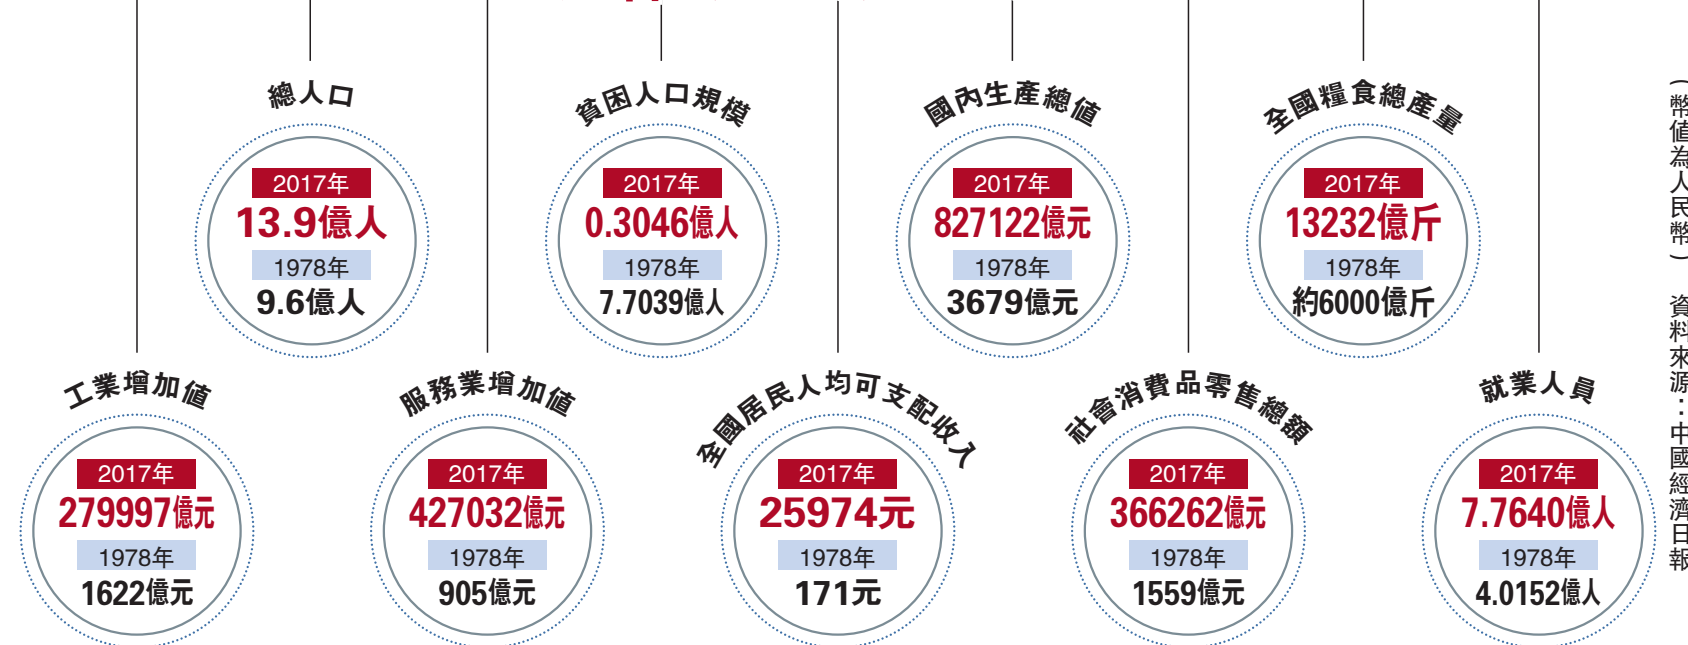 總人口
2017年
13.9億人
1978年
9.6億人
貧困人口規模
2017年
0.3046億人
1978年
7.7039億人
國內生產總值
2017年
827122億元
1978年
3679億元
全國糧食總產量
2017年
13232億斤
1978年
約6000億斤
工業增加值
2017年
279997億元
1978年
1622億元
服務業增加值
2017年
427032億元
1978年
905億元
全國居民人均可支配收入
2017年
25974元
1978年
171元
社會消費品零售總額
2017年
366262億元
1978年
1559億元
就業人員
2017年
7.7640億人
1978年
4.0152億人
(幣值為人民幣) 資料來源：中國經濟日報